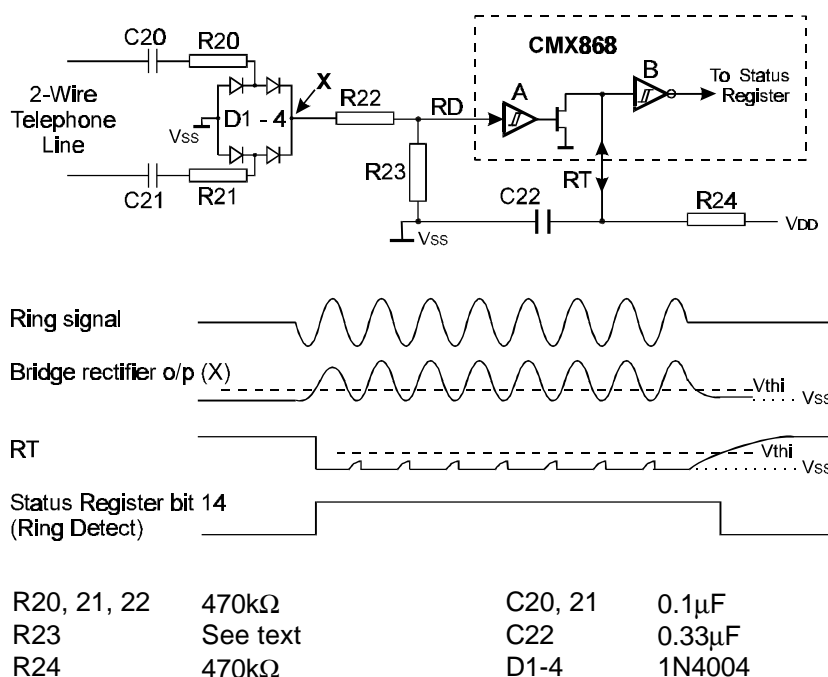 C20 R20
CMX868
X
A
B
2-Wire
Telephone
Line
D1 - 4
Vss
R22
RD
To Status
Register
R23
C21 R21
C22
RT
R24
Vss
VDD
Ring signal
Bridge rectifier o/p (X)
Vthi
Vss
RT
Vthi
Vss
Status Register bit 14
(Ring Detect)
R20, 21, 22 470kΩ C20, 21 0.1μF
R23 See text C22 0.33μF
R24 470kΩ D1-4 1N4004